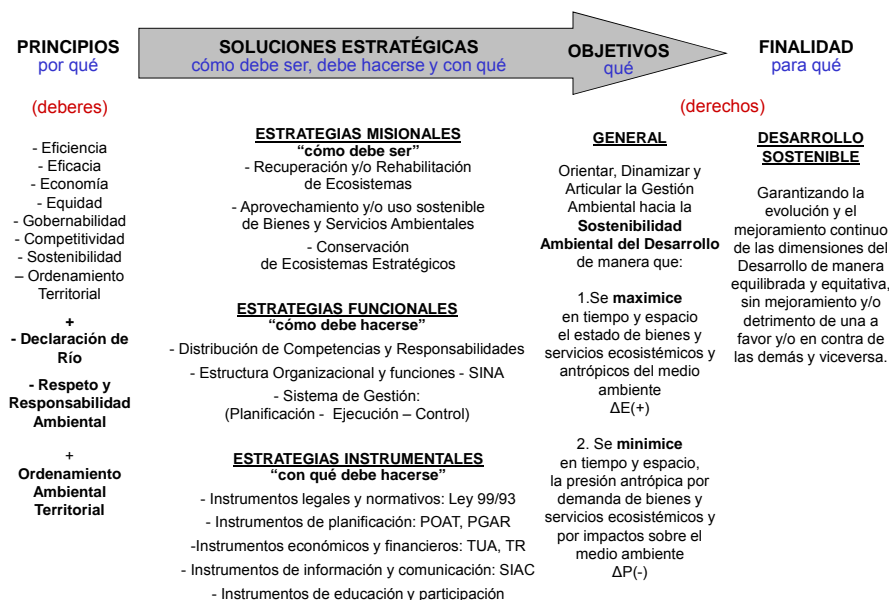 PRINCIPIOS
por qué
(deberes)
- Eficiencia
- Eficacia
- Economía
- Equidad
- Gobernabilidad
- Competitividad
- Sostenibilidad
– Ordenamiento
Territorial
+
- Declaración de
Río
- Respeto y
Responsabilidad
Ambiental
+
Ordenamiento
Ambiental
Territorial
SOLUCIONES ESTRATÉGICAS
cómo debe ser, debe hacerse y con qué
ESTRATEGIAS MISIONALES
“cómo debe ser”
- Recuperación y/o Rehabilitación
de Ecosistemas
- Aprovechamiento y/o uso sostenible
de Bienes y Servicios Ambientales
- Conservación
de Ecosistemas Estratégicos
ESTRATEGIAS FUNCIONALES
“cómo debe hacerse”
- Distribución de Competencias y Responsabilidades
- Estructura Organizacional y funciones - SINA
- Sistema de Gestión:
(Planificación - Ejecución – Control)
ESTRATEGIAS INSTRUMENTALES
“con qué debe hacerse”
- Instrumentos legales y normativos: Ley 99/93
- Instrumentos de planificación: POAT, PGAR
-Instrumentos económicos y financieros: TUA, TR
- Instrumentos de información y comunicación: SIAC
- Instrumentos de educación y participación
OBJETIVOS
qué
(derechos)
GENERAL
Orientar, Dinamizar y
Articular la Gestión
Ambiental hacia la
Sostenibilidad
Ambiental del Desarrollo
de manera que:
1.Se maximice
en tiempo y espacio
el estado de bienes y
servicios ecosistémicos y
antrópicos del medio
ambiente
ΔE(+)
2. Se minimice
en tiempo y espacio,
la presión antrópica por
demanda de bienes y
servicios ecosistémicos y
por impactos sobre el
medio ambiente
ΔP(-)
FINALIDAD
para qué
DESARROLLO
SOSTENIBLE
Garantizando la
evolución y el
mejoramiento continuo
de las dimensiones del
Desarrollo de manera
equilibrada y equitativa,
sin mejoramiento y/o
detrimento de una a
favor y/o en contra de
las demás y viceversa.